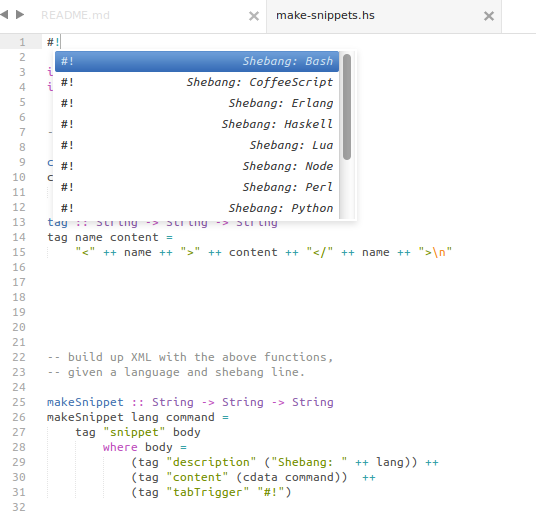 README.md
make-snippets.hs
1 #!
2
3 i
4 i
5
6
7 -
8
9 c
10 c
11
12
#! Shebang: Bash
#! Shebang: CoffeeScript
#! Shebang: Erlang
#! Shebang: Haskell
#! Shebang: Lua
#! Shebang: Node
#! Shebang: Perl
#! Shebang: Python
13 tag :: String -> String -> String
14 tag name content =
15 "<" ++ name ++ ">" ++ content ++ "</" ++ name ++ ">\n"
16
17
18
19
20
21
22 -- build up XML with the above functions,
23 -- given a language and shebang line.
24
25 makeSnippet :: String -> String -> String
26 makeSnippet lang command =
27 tag "snippet" body
28 where body =
29 (tag "description" ("Shebang: " ++ lang)) ++
30 (tag "content" (cdata command)) ++
31 (tag "tabTrigger" "#!")
32